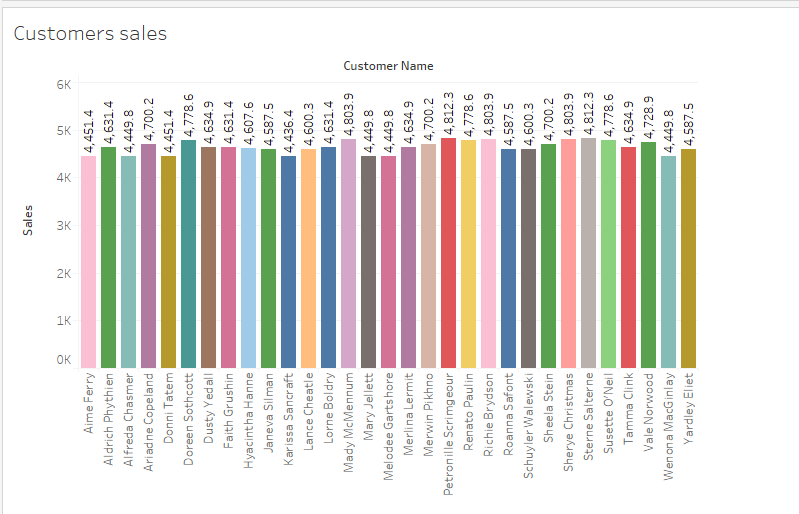 Customers sales
Customer Name
Sales
6K
5K
4K
3K
2K
1K
0K
4,451.4
4,631.4
4,449.8
4,700.2
4,451.4
4,778.6
4,634.9
4,631.4
4,607.6
4,587.5
4,436.4
4,600.3
4,631.4
4,803.9
4,449.8
4,449.8
4,634.9
4,700.2
4,812.3
4,778.6
4,803.9
4,587.5
4,600.3
4,700.2
4,803.9
4,812.3
4,778.6
4,634.9
4,728.9
4,449.8
4,587.5
Aime Ferry
Aldrich Phythien
Alfreda Chasmer
Ariadne Copeland
Donni Tatem
Doreen Sothcott
Dusty Yedall
Faith Grushin
Hyacintha Hanne
Janeva Silman
Karissa Sancraft
Lance Cheatle
Lorne Boldry
Mady McMennum
Mary Jellett
Melodee Gartshore
Merlina Lermit
Merwin Pikhno
Petronille Scrimgeour
Renato Paulin
Richie Brydson
Roanna Safont
Schuyler Walewski
Sheela Stein
Sherye Christmas
Sterne Salterne
Susette O'Neil
Tamma Clink
Vale Norwood
Wenona MacGinlay
Yardley Ellet